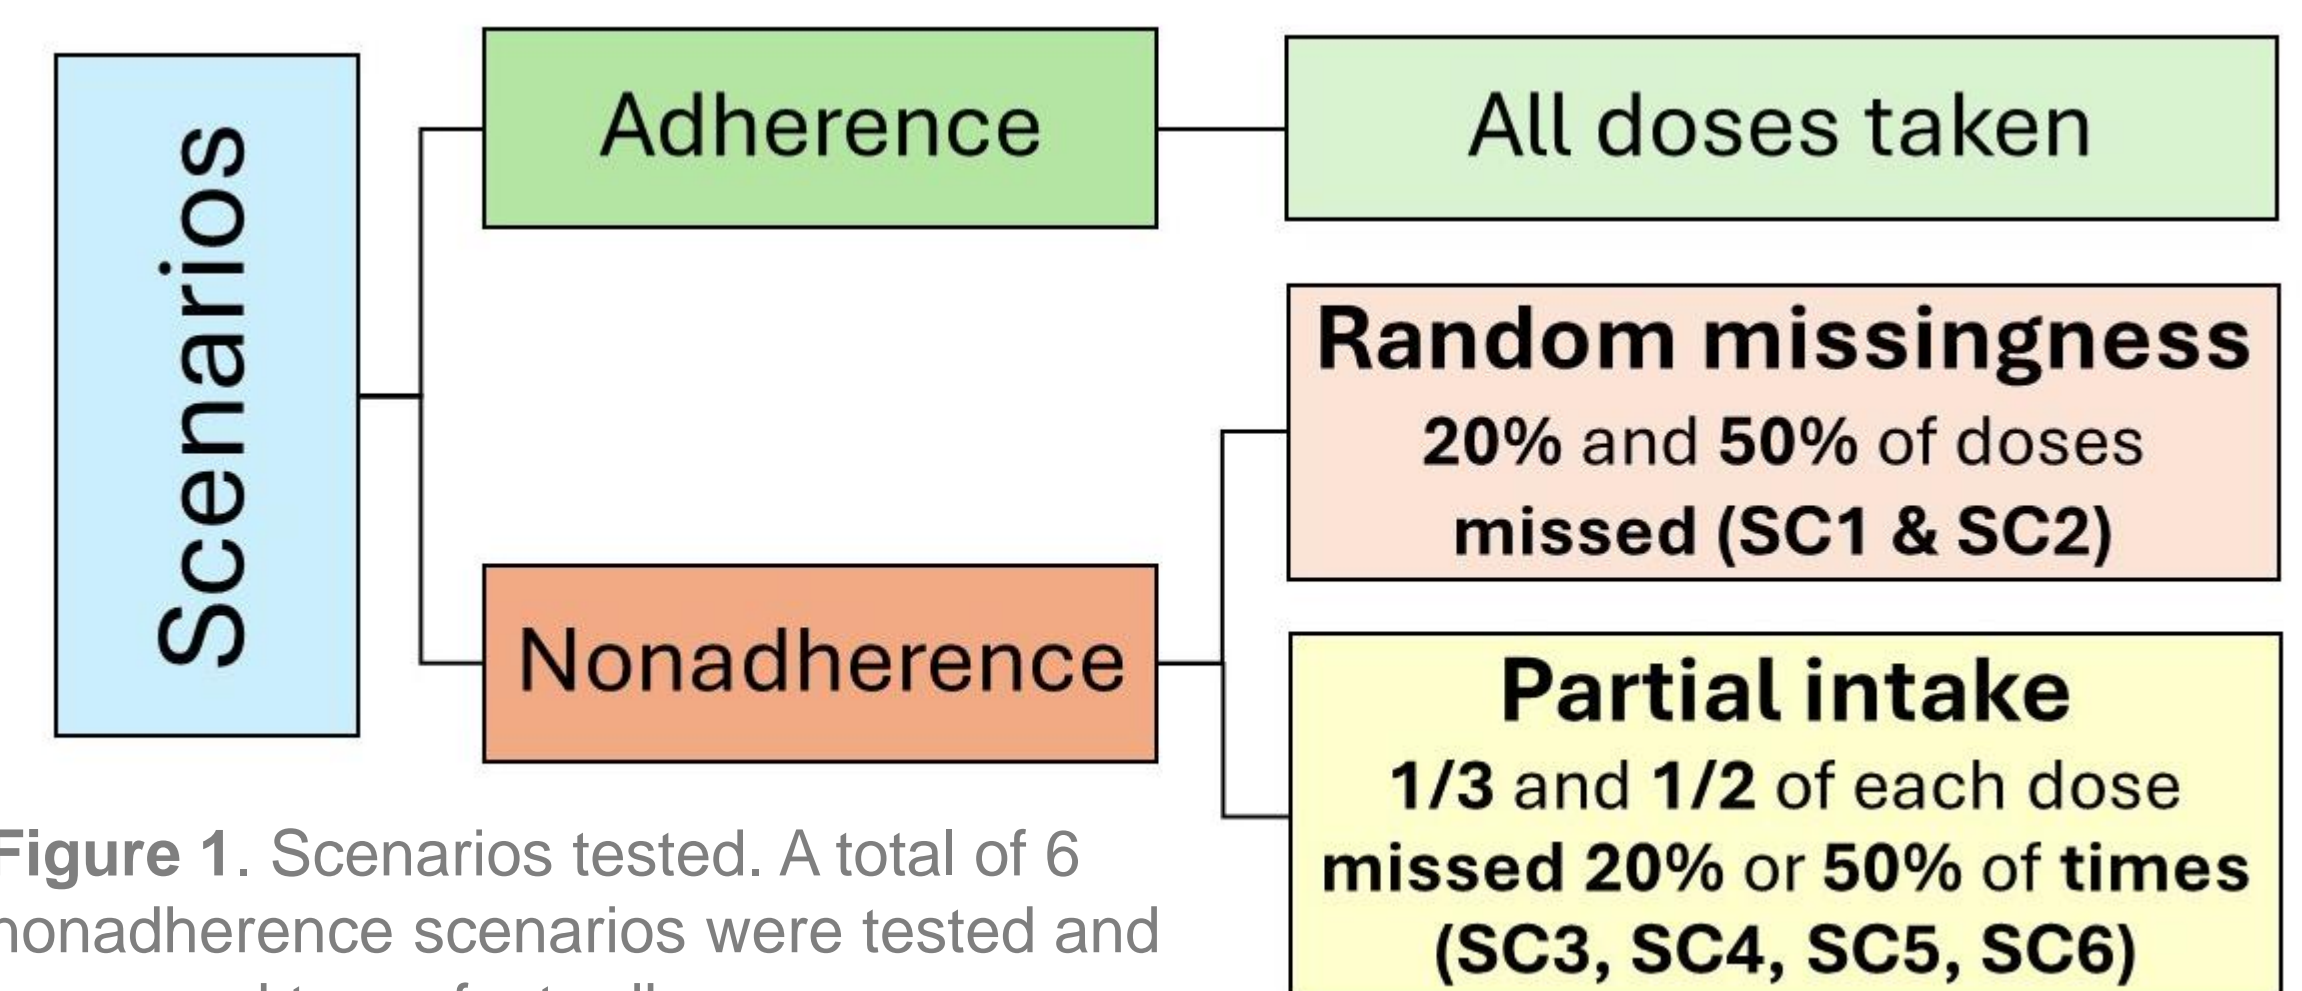 Scenarios
Adherence
All doses taken
Nonadherence
Random missingness
20% and 50% of doses
missed (SC1 & SC2)
Partial intake
1/3 and 1/2 of each dose
missed 20% or 50% of times
(SC3, SC4, SC5, SC6)
Figure 1. Scenarios tested. A total of 6
nonadherence scenarios were tested and